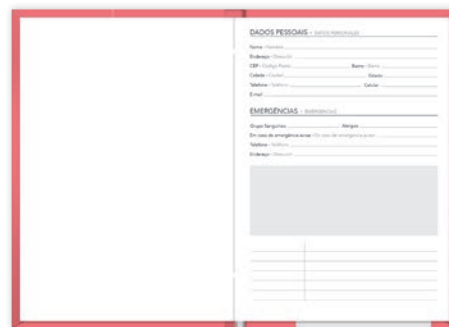 DADOS PESSOAIS - DATOS PERSONALES
Nome - Nombre
Endereço - Dirección
CEP - Código Postal Bairro - Barrio
Cidade - Ciudad Estado
Telefone - Teléfono Celular
E-mail
EMERGÊNCIAS - EMERGENCIAS
Grupo Sanguíneo Alergias
Em caso de emergência avisar - En caso de emergencia avisar
Telefone - Teléfono
Endereço - Dirección